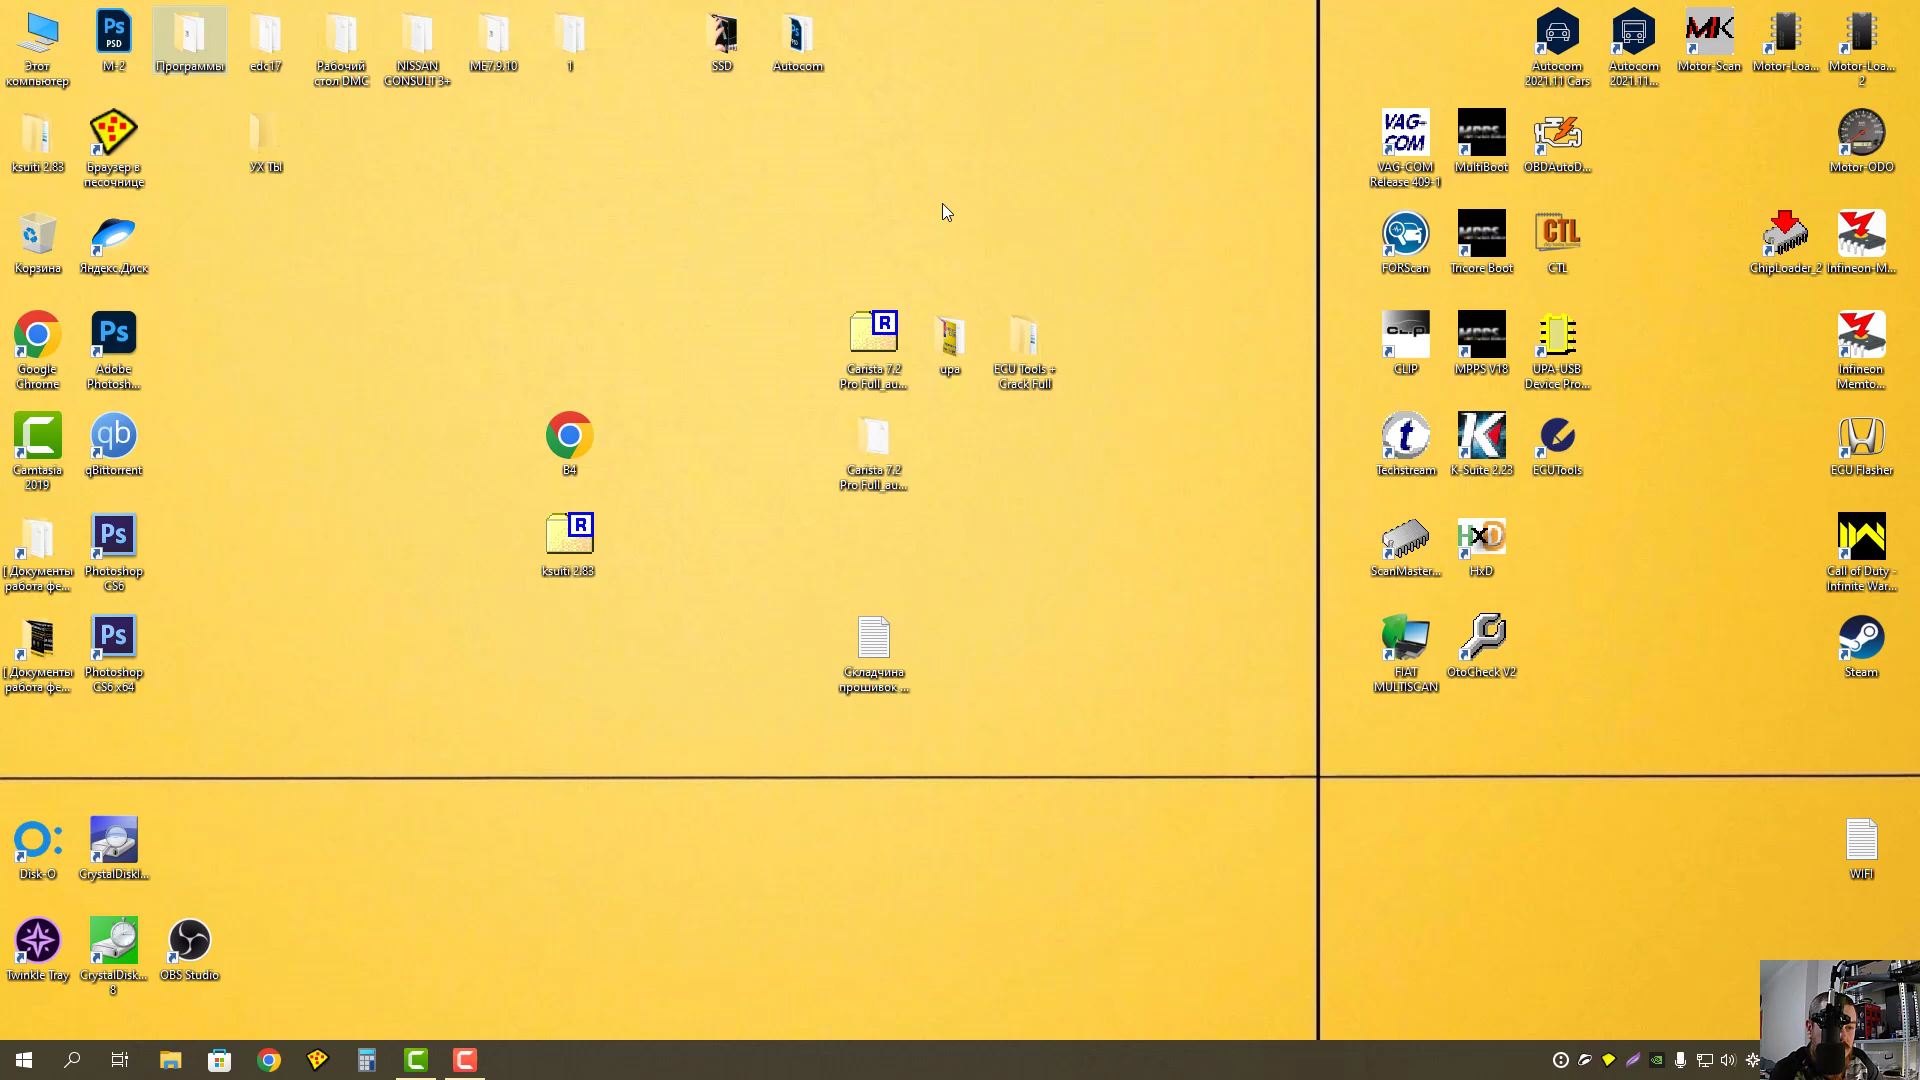 Этот
компьютер
M-2
Программы
edc17
Рабочий
стол DMC
NISSAN
CONSULT 3+
ME7.9.10
1
SSD
Autocom
Autocom
2021.11 Cars
Autocom
2021.11...
Motor-Scan
Motor-Loa...
Motor-Loa...
2
ksuiti 2.83
Браузер в
песочнице
УХ ТЫ
VAG-COM
Release 409-1
MultiBoot
OBDAutoD...
Motor-ODO
Корзина
Яндекс.Диск
FORScan
Tricore Boot
CTL
ChipLoader_2
Infineon-M...
Google
Chrome
Adobe
Photosh...
Carista 7.2
Pro Full_au...
upa
ECU Tools +
Crack Full
CLIP
MPPS V18
UPA-USB
Device Pro...
Infineon
Memto...
Camtasia
2019
qBittorrent
B4
Carista 7.2
Pro Full_au...
Techstream
K-Suite 2.23
ECUTools
ECU Flasher
[ Документы
работа фе...
Photoshop
CS6
ksuiti 2.83
ScanMaster...
HxD
Call of Duty -
Infinite War...
[ Документы
работа фе...
Photoshop
CS6 x64
Складчина
прошивок ...
FIAT
MULTISCAN
OtoCheck V2
Steam
Disk-O
CrystalDiskI...
WIFI
Twinkle Tray
CrystalDisk...
8
OBS Studio